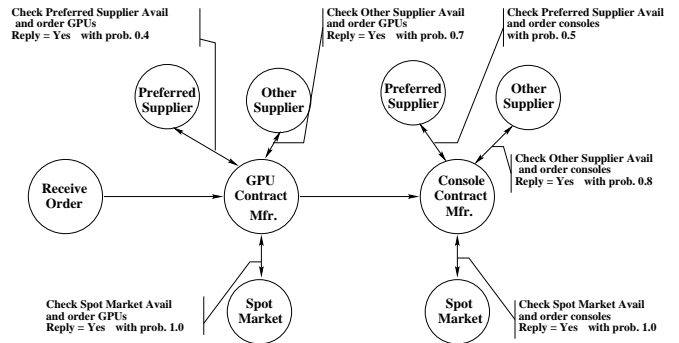 Check Preferred Supplier Avail
and order GPUs
Reply = Yes with prob. 0.4
Check Other Supplier Avail
and order GPUs
Reply = Yes with prob. 0.7
Check Preferred Supplier Avail
and order consoles
with prob. 0.5
Preferred
Supplier
Other
Supplier
Preferred
Supplier
Other
Supplier
Check Other Supplier Avail
and order consoles
Reply = Yes with prob. 0.8
Receive
Order
GPU
Contract
Mfr.
Console
Contract
Mfr.
Check Spot Market Avail
and order GPUs
Reply = Yes with prob. 1.0
Spot
Market
Spot
Market
Check Spot Market Avail
and order consoles
Reply = Yes with prob. 1.0